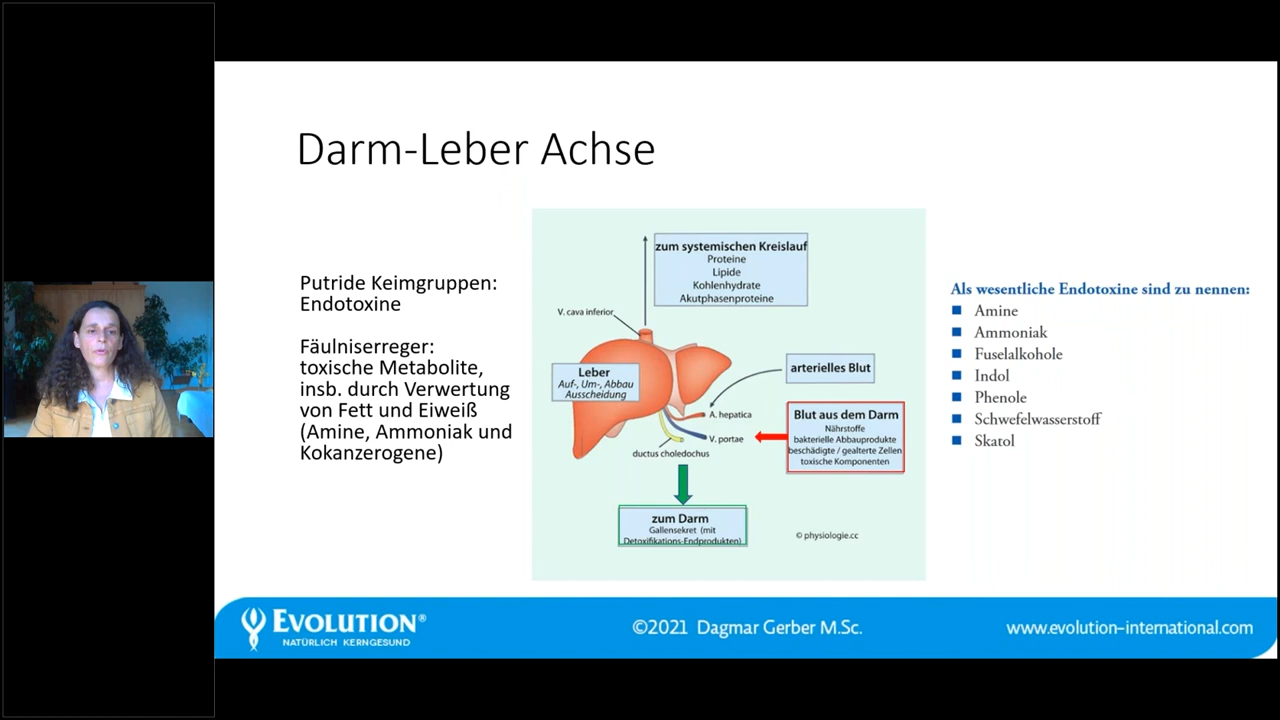 Darm-Leber Achse
Putride Keimgruppen:
Endotoxine
Fäulniserreger:
toxische Metabolite,
insb. durch Verwertung
von Fett und Eiweiß
(Amine, Ammoniak und
Kokanzerogene)
zum systemischen Kreislauf
Proteine
Lipide
Kohlenhydrate
Akutphasenproteine
V. cava inferior
Leber
Auf-, Um-, Abbau
Ausscheidung
arterielles Blut
A. hepatica
V. portae
ductus choledochus
Blut aus dem Darm
Nährstoffe
bakterielle Abbauprodukte
beschädigte / gealterte Zellen
toxische Komponenten
zum Darm
Gallensekret (mit
Detoxifikations-Endprodukten)
© physiologie.cc
Als wesentliche Endotoxine sind zu nennen:
Amine
Ammoniak
Fuselalkohole
Indol
Phenole
Schwefelwasserstoff
Skatol
EVOLUTION®
NATÜRLICH KERNGESUND
©2021 Dagmar Gerber M.Sc.
www.evolution-international.com